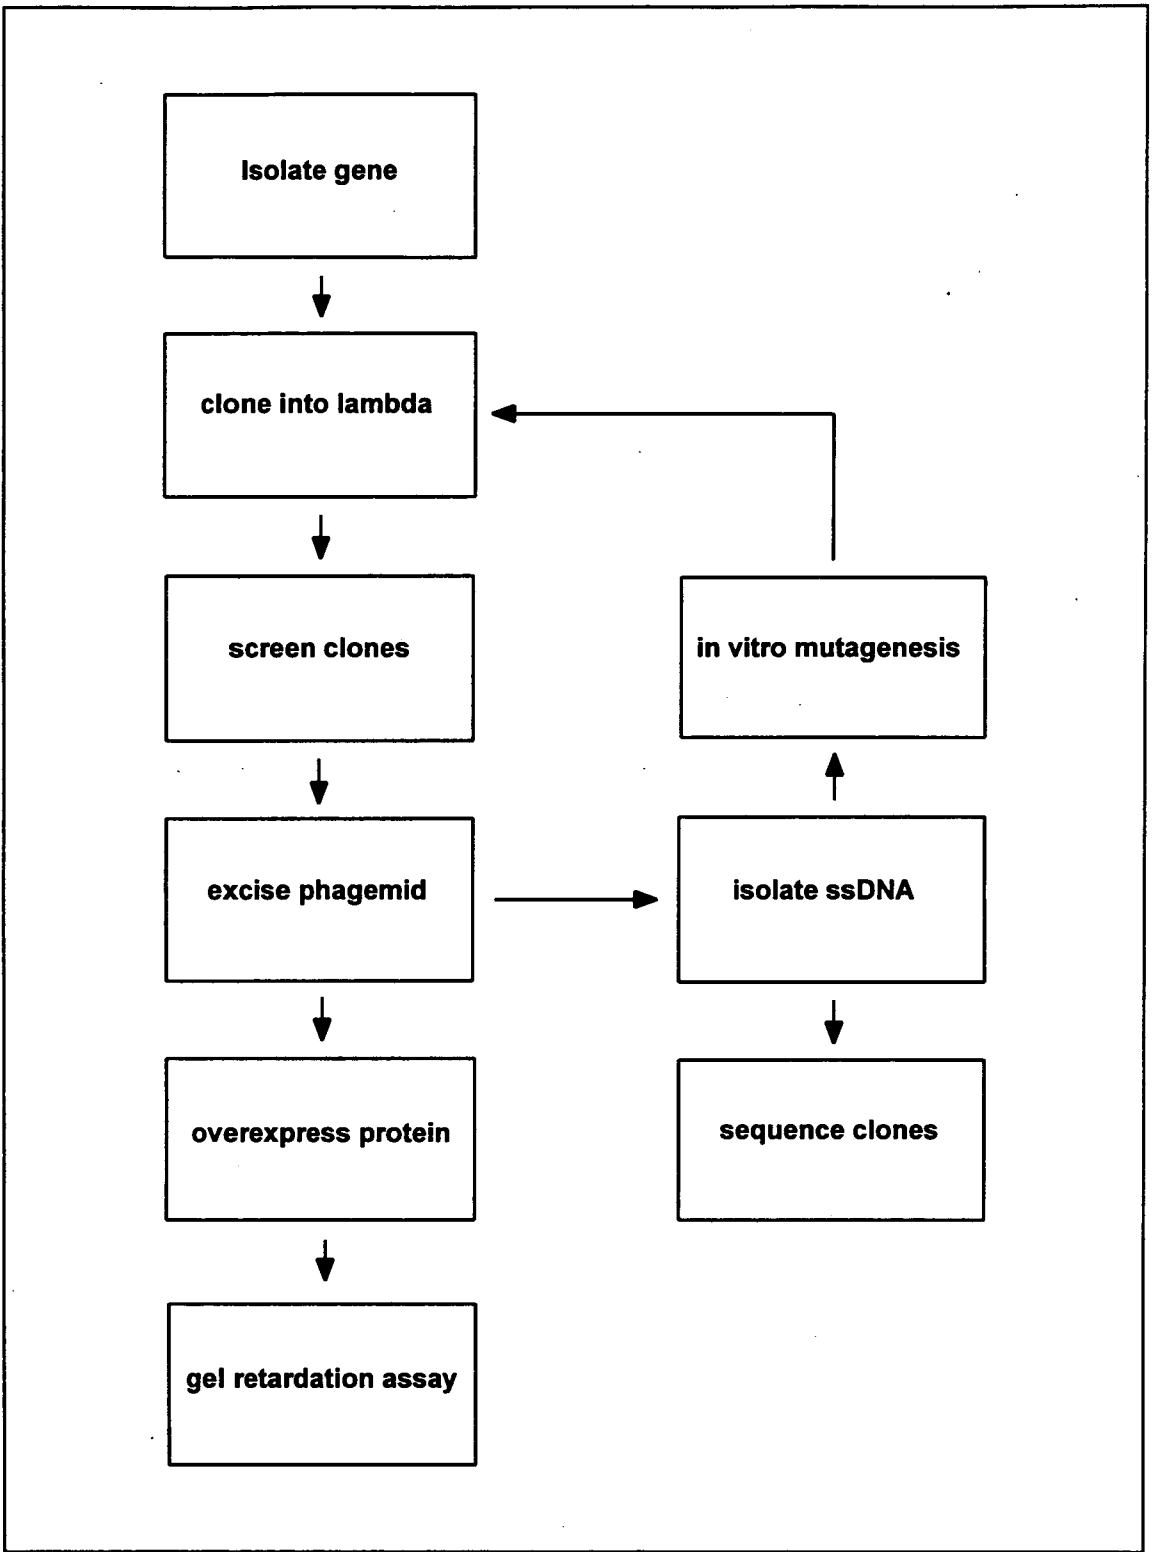 Isolate gene
clone into lambda
screen clones
in vitro mutagenesis
excise phagemid
isolate ssDNA
overexpress protein
sequence clones
gel retardation assay